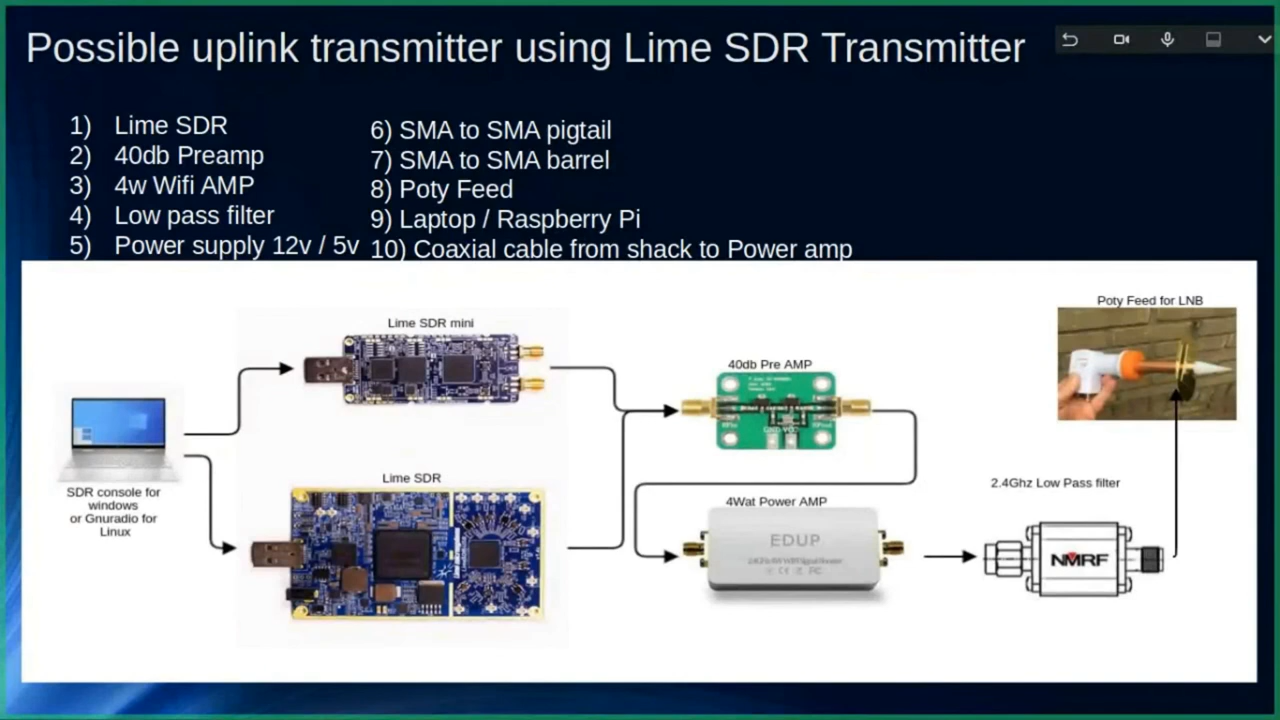 Possible uplink transmitter using Lime SDR Transmitter
1) Lime SDR
2) 40db Preamp
3) 4w Wifi AMP
4) Low pass filter
5) Power supply 12v / 5v
6) SMA to SMA pigtail
7) SMA to SMA barrel
8) Poty Feed
9) Laptop / Raspberry Pi
10) Coaxial cable from shack to Power amp
Poty Feed for LNB
Lime SDR mini
40db Pre AMP
GND VCC
Lime SDR
SDR console for
windows
or Gnuradio for
Linux
2.4Ghz Low Pass filter
4Wat Power AMP
EDUP
NMRF